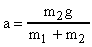 a = m₂g / (m₁ + m₂)